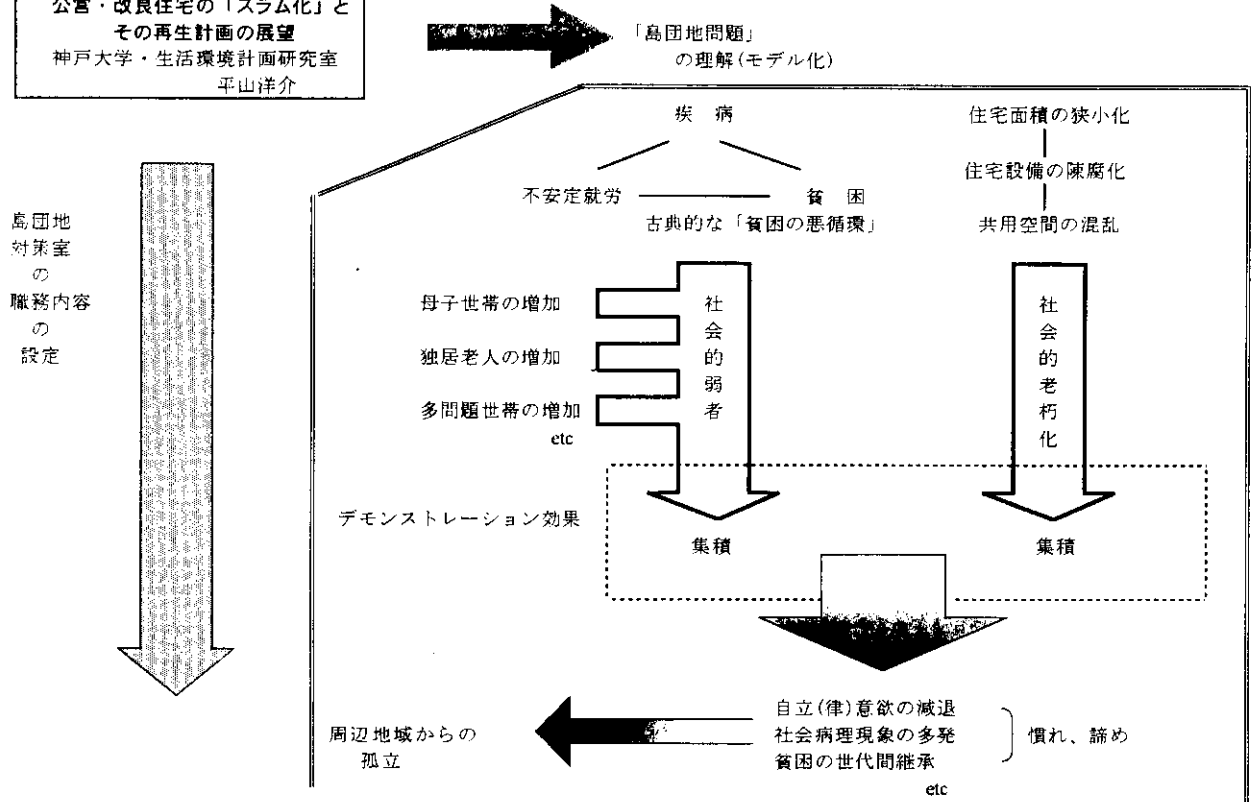 公営・改良住宅の「スラム化」と
その再生計画の展望
神戸大学・生活環境計画研究室
平山洋介
「島団地問題」
の理解(モデル化)
島団地
対策室
の
職務内容
の
設定
疾 病
不安定就労
貧 困
古典的な「貧困の悪循環」
住宅面積の狭小化
住宅設備の陳腐化
共用空間の混乱
母子世帯の増加
独居老人の増加
多問題世帯の増加
etc
社会的弱者
社会的老朽化
デモンストレーション効果
集積
集積
自立(律)意欲の減退
社会病理現象の多発
貧困の世代間継承
etc
慣れ、諦め
周辺地域からの
孤立